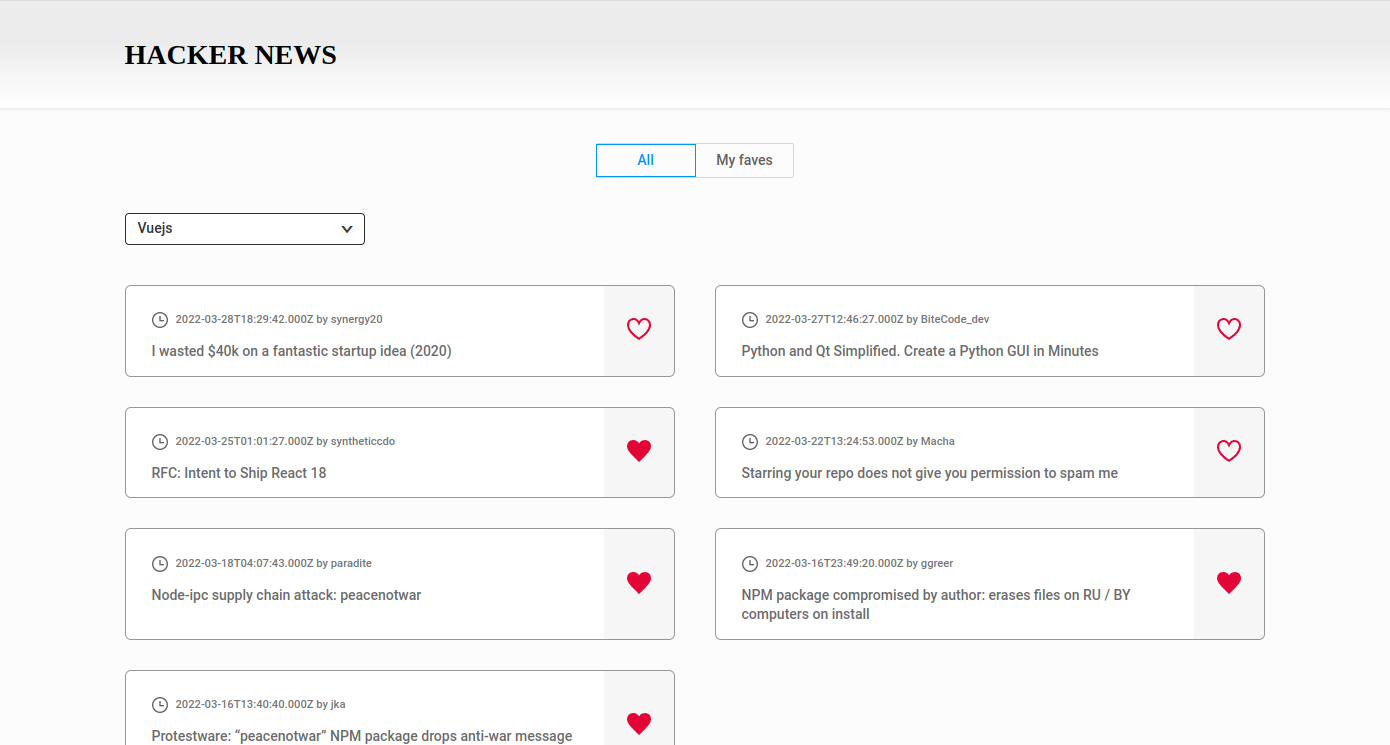 HACKER NEWS
All
My faves
Vuejs
2022-03-28T18:29:42.000Z by synergy20
I wasted $40k on a fantastic startup idea (2020)
2022-03-27T12:46:27.000Z by BiteCode_dev
Python and Qt Simplified. Create a Python GUI in Minutes
2022-03-25T01:01:27.000Z by syntheticcdo
RFC: Intent to Ship React 18
2022-03-22T13:24:53.000Z by Macha
Starring your repo does not give you permission to spam me
2022-03-18T04:07:43.000Z by paradite
Node-ipc supply chain attack: peacenotwar
2022-03-16T23:49:20.000Z by ggreer
NPM package compromised by author: erases files on RU / BY
computers on install
2022-03-16T13:40:40.000Z by jka
Protestware: “peacenotwar” NPM package drops anti-war message